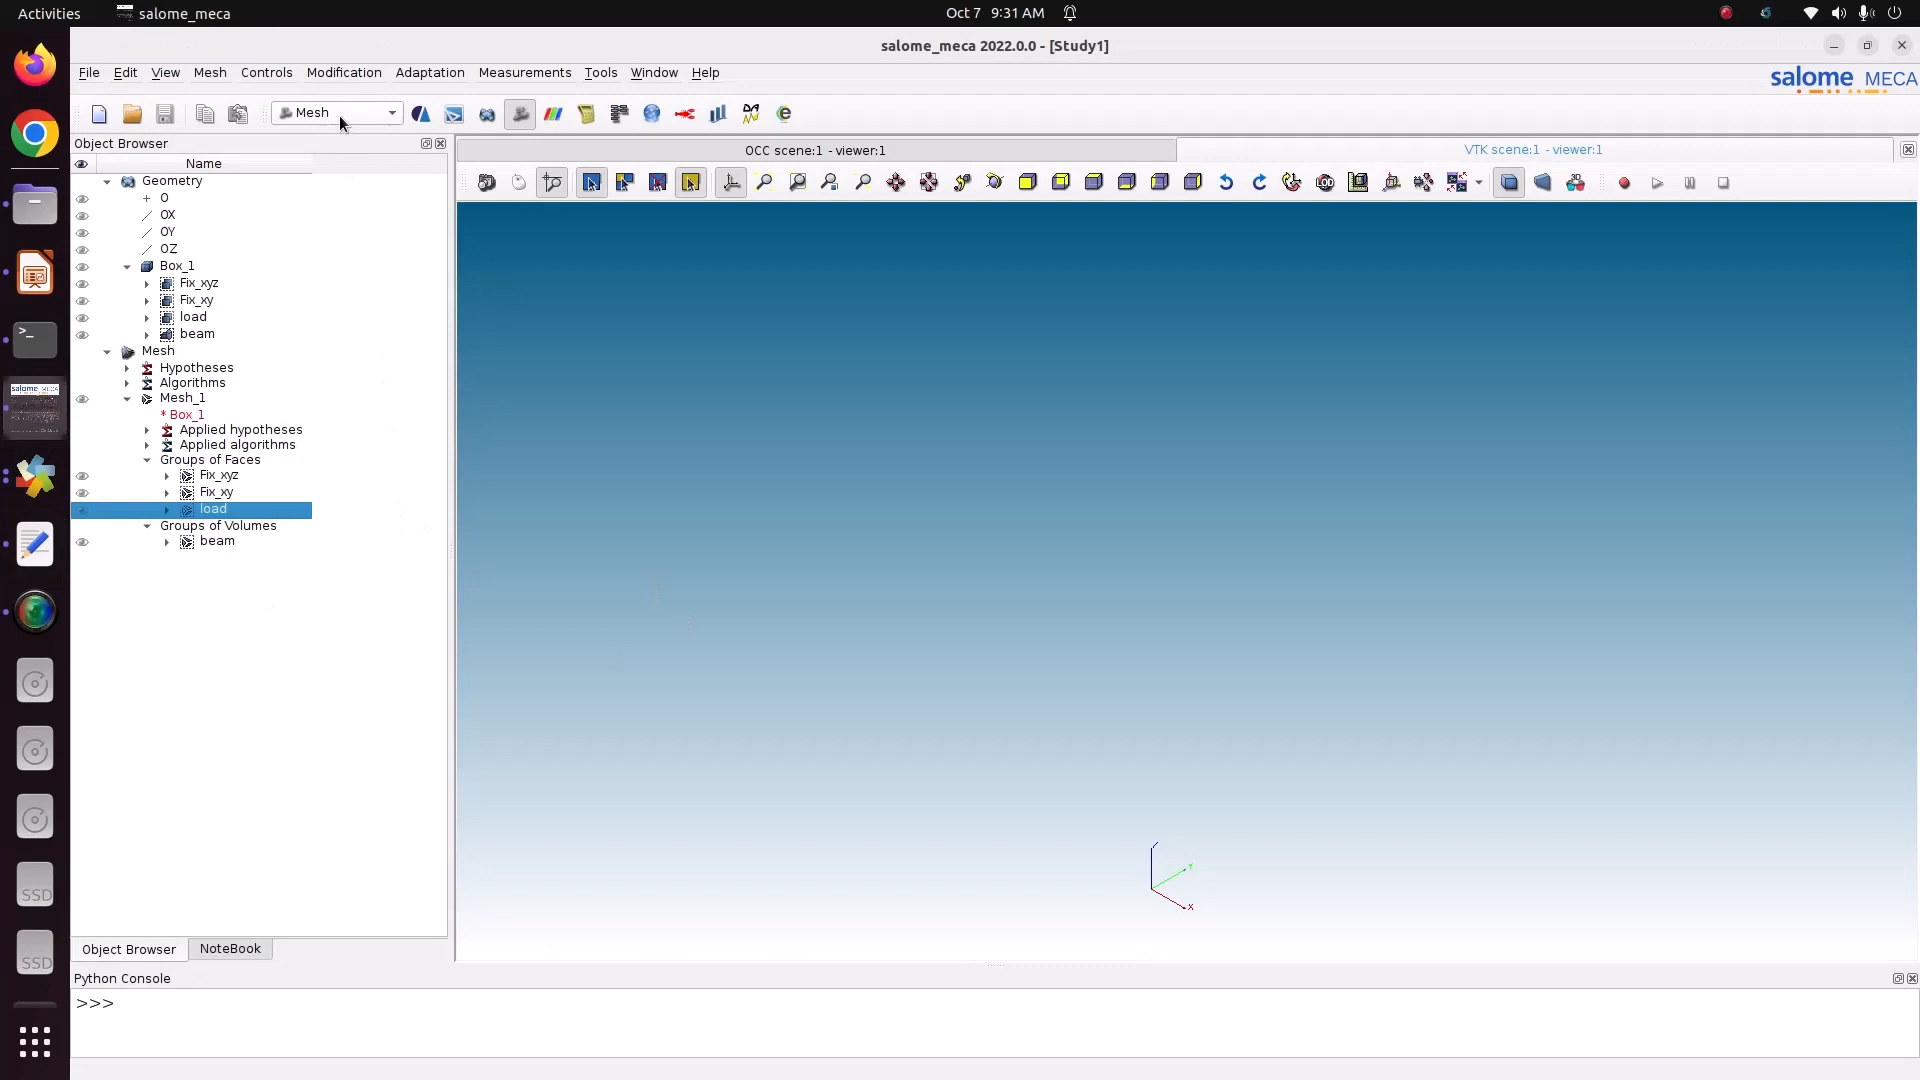 Activities
salome_meca
Oct 7 9:31 AM
salome_meca 2022.0.0 - [Study1]
File Edit View Mesh Controls Modification Adaptation Measurements Tools Window Help
salome MECA
Mesh
Object Browser
OCC scene:1 - viewer:1
VTK scene:1 - viewer:1
Name
Geometry
O
OX
OY
OZ
Box_1
Fix_xyz
Fix_xy
load
beam
Mesh
Hypotheses
Algorithms
Mesh_1
* Box_1
Applied hypotheses
Applied algorithms
Groups of Faces
Fix_xyz
Fix_xy
load
Groups of Volumes
beam
Y
X
SSD
SSD
Object Browser
NoteBook
Python Console
>>>